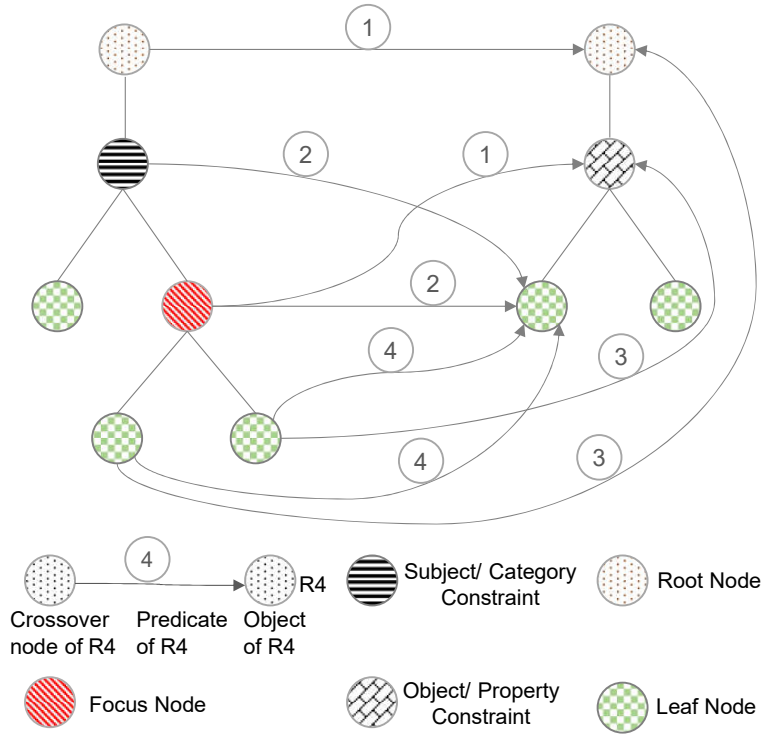 1
2
1
2
4
3
4
3
4
R4
Subject/ Category
Constraint
Root Node
Crossover
node of R4
Predicate
of R4
Object
of R4
Focus Node
Object/ Property
Constraint
Leaf Node